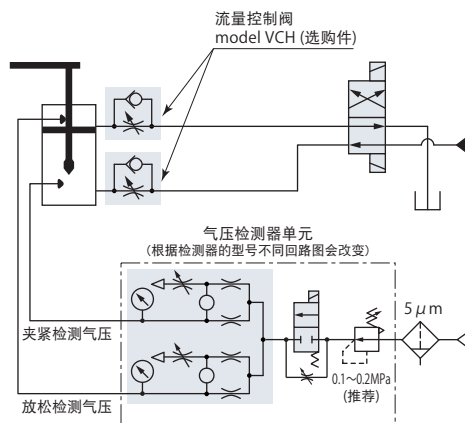 流量控制阀
model VCH (选购件)
气压检测器单元
(根据检测器的型号不同回路图会改变)
5μm
夹紧检测气压
0.1～0.2MPa
(推荐)
放松检测气压